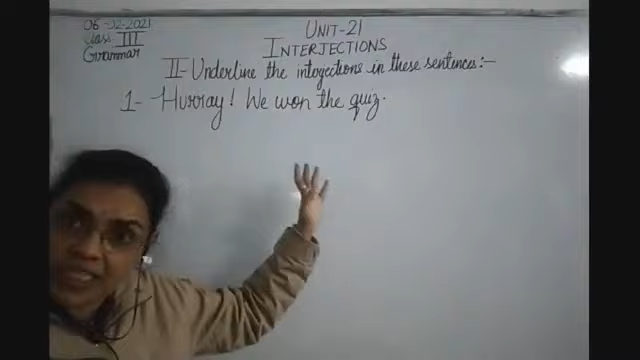 06-02-2021
Class III
Grammar
UNIT-21
INTERJECTIONS
II- Underline the interjections in these sentences:-
1- Hurray! We won the quiz.